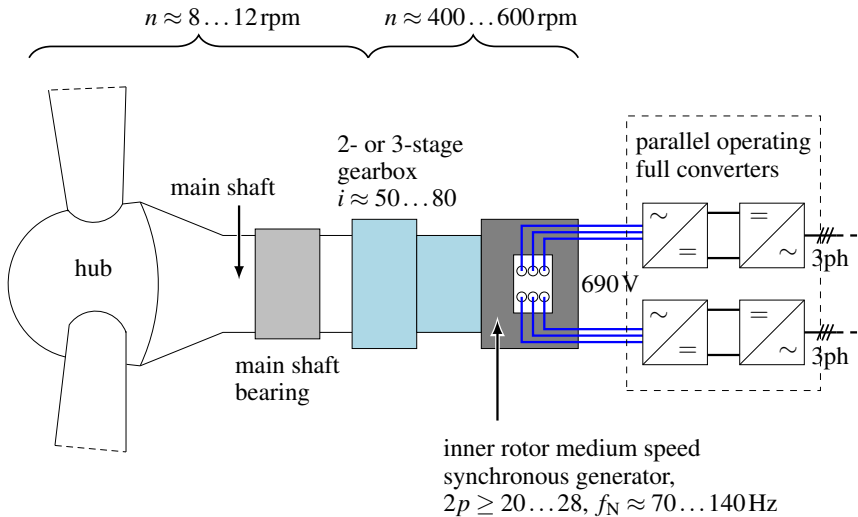 n ≈ 8…12 rpm
n ≈ 400…600 rpm
2- or 3-stage
gearbox
i ≈ 50…80
main shaft
hub
main shaft
bearing
690 V
parallel operating
full converters
∼
=
=
∼
3ph
∼
=
=
∼
3ph
inner rotor medium speed
synchronous generator,
2p ≥ 20…28, f_N ≈ 70…140 Hz